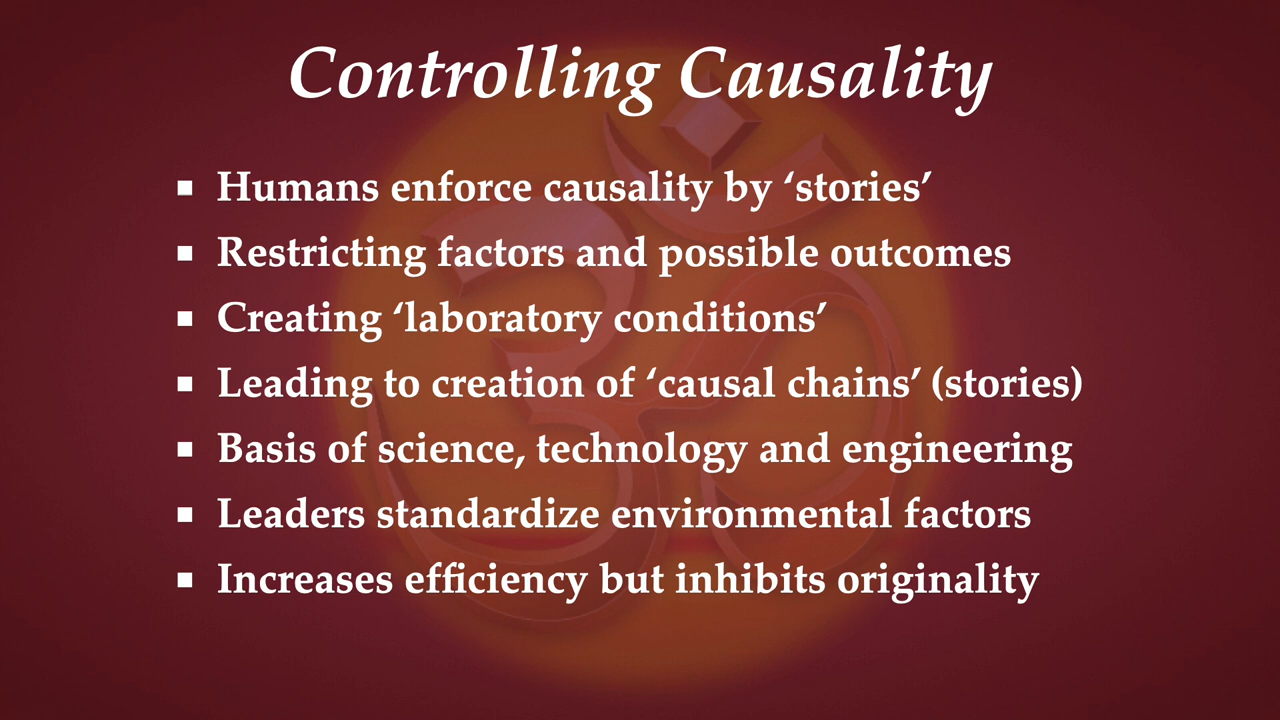 Controlling Causality
▪ Humans enforce causality by ‘stories’
▪ Restricting factors and possible outcomes
▪ Creating ‘laboratory conditions’
▪ Leading to creation of ‘causal chains’ (stories)
▪ Basis of science, technology and engineering
▪ Leaders standardize environmental factors
▪ Increases efficiency but inhibits originality
ॐ